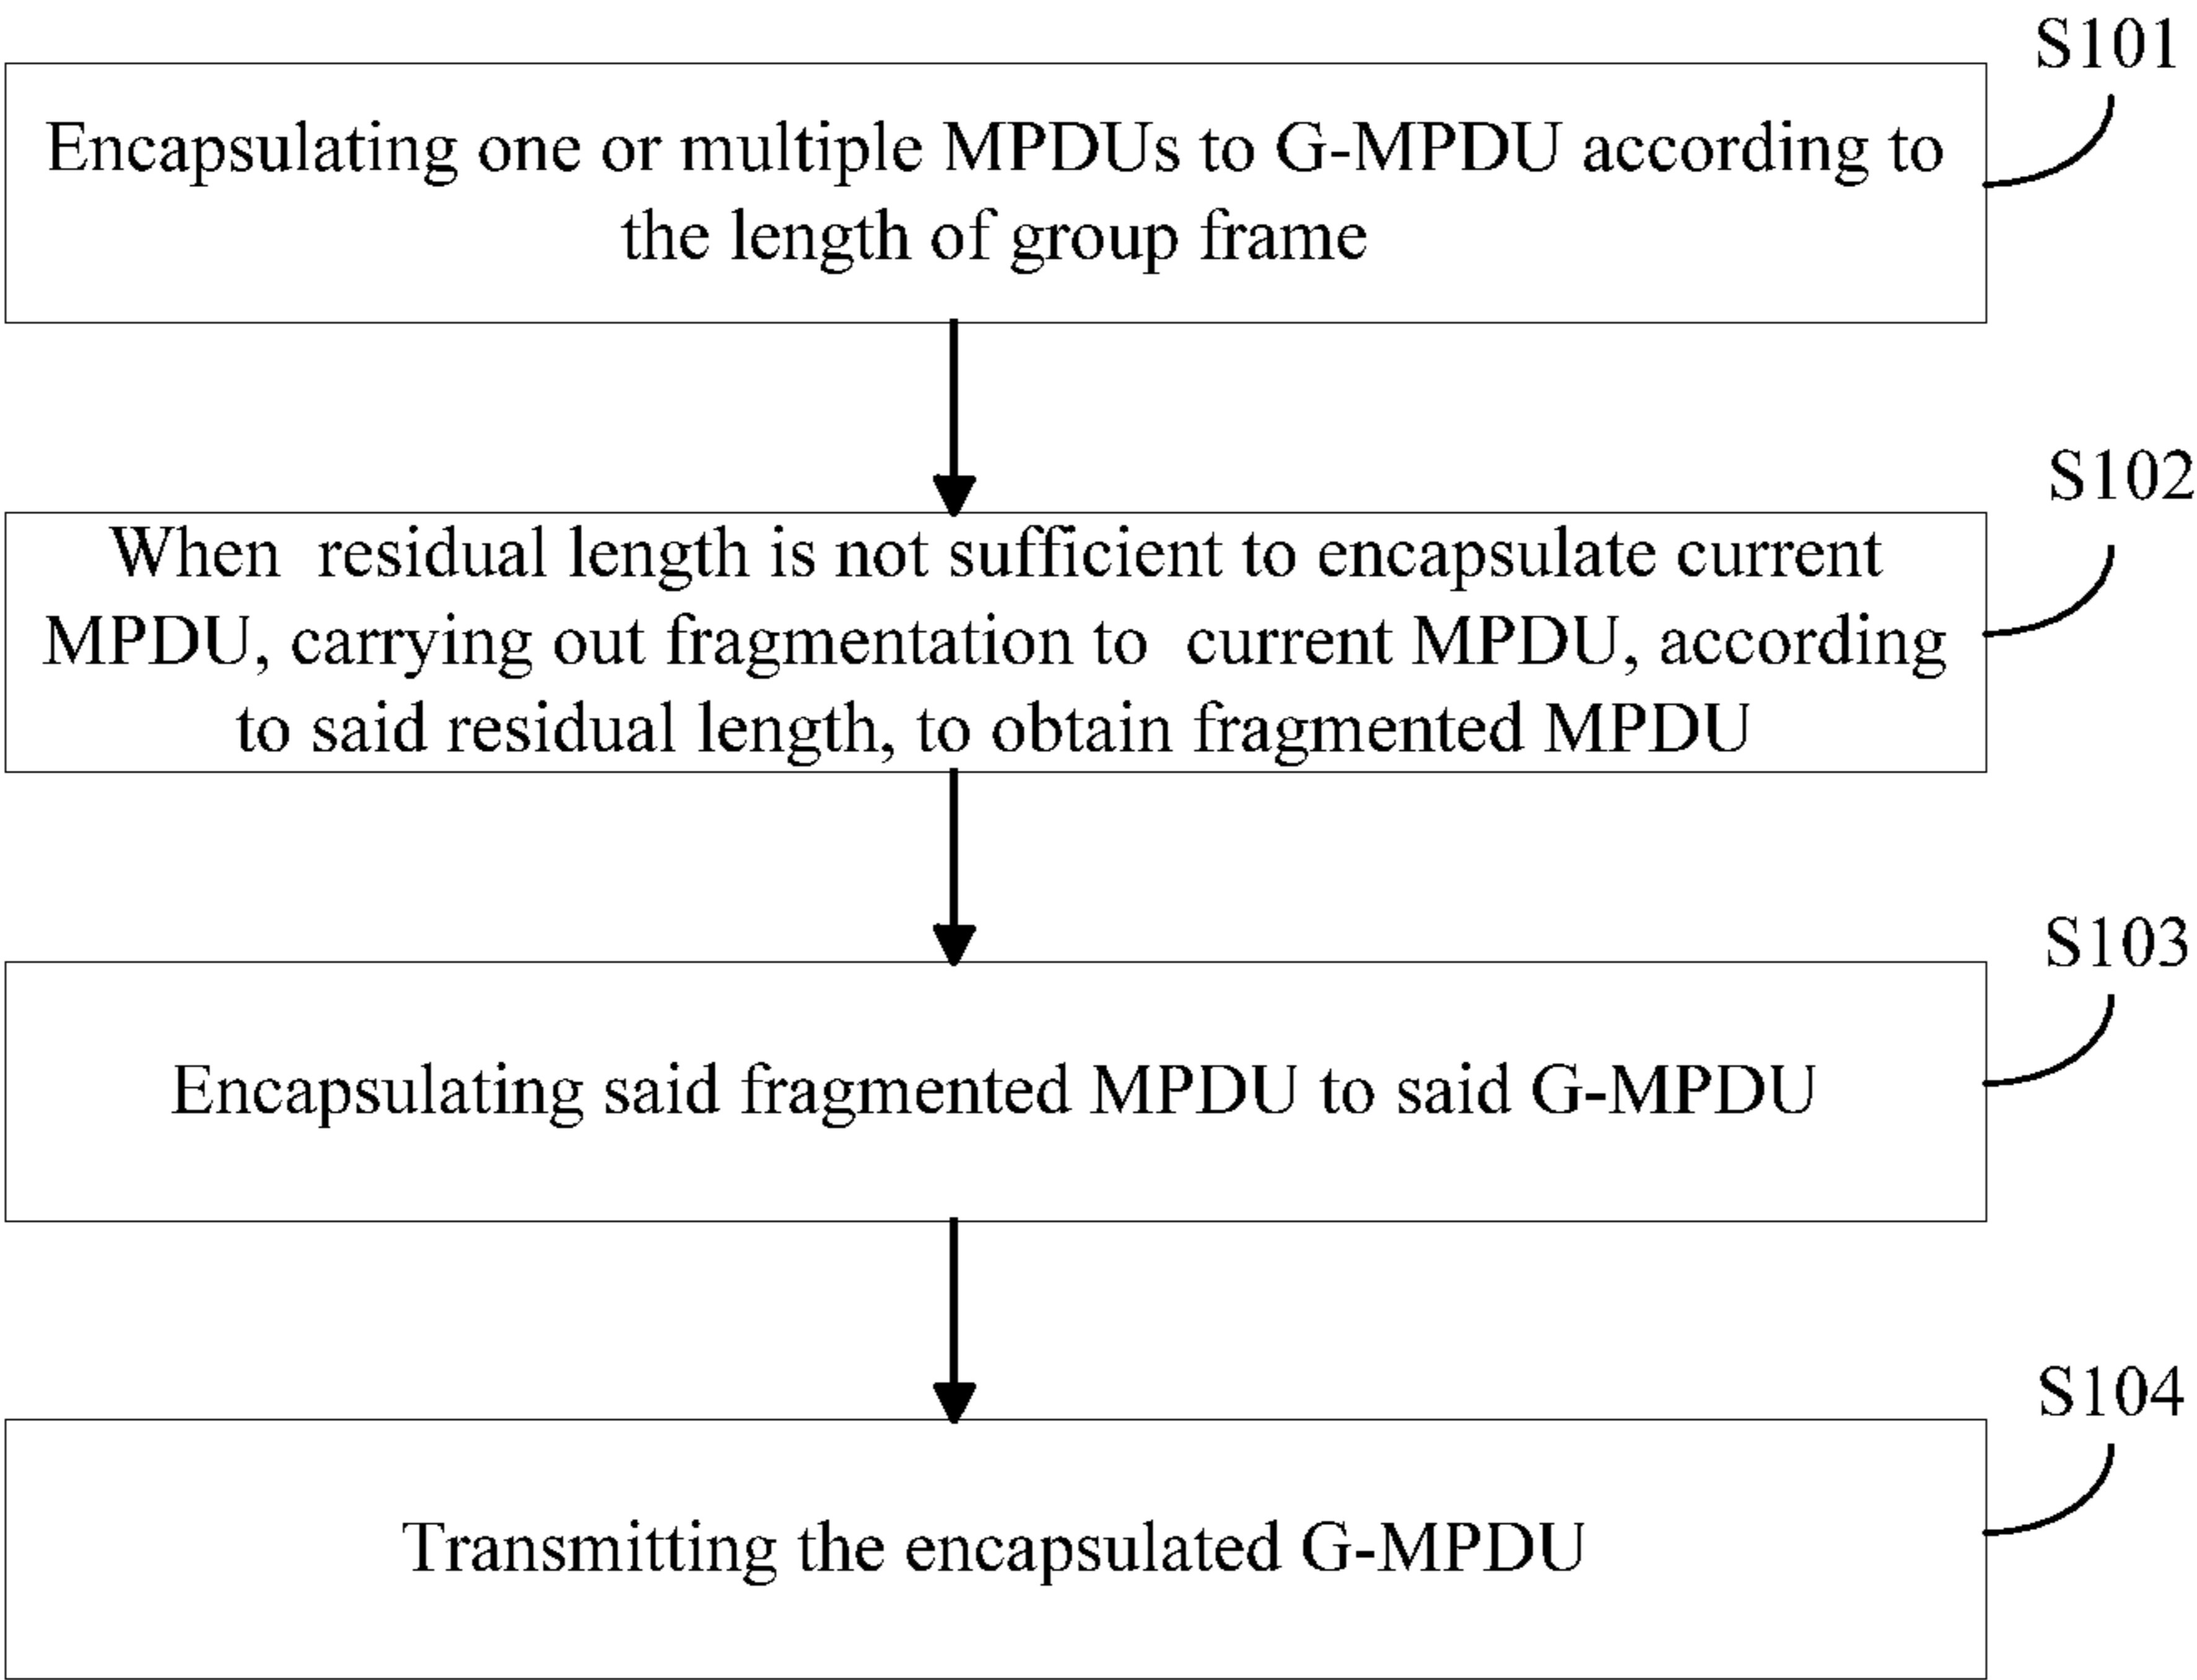 S101
Encapsulating one or multiple MPDUs to G-MPDU according to
the length of group frame
S102
When residual length is not sufficient to encapsulate current
MPDU, carrying out fragmentation to current MPDU, according
to said residual length, to obtain fragmented MPDU
S103
Encapsulating said fragmented MPDU to said G-MPDU
S104
Transmitting the encapsulated G-MPDU